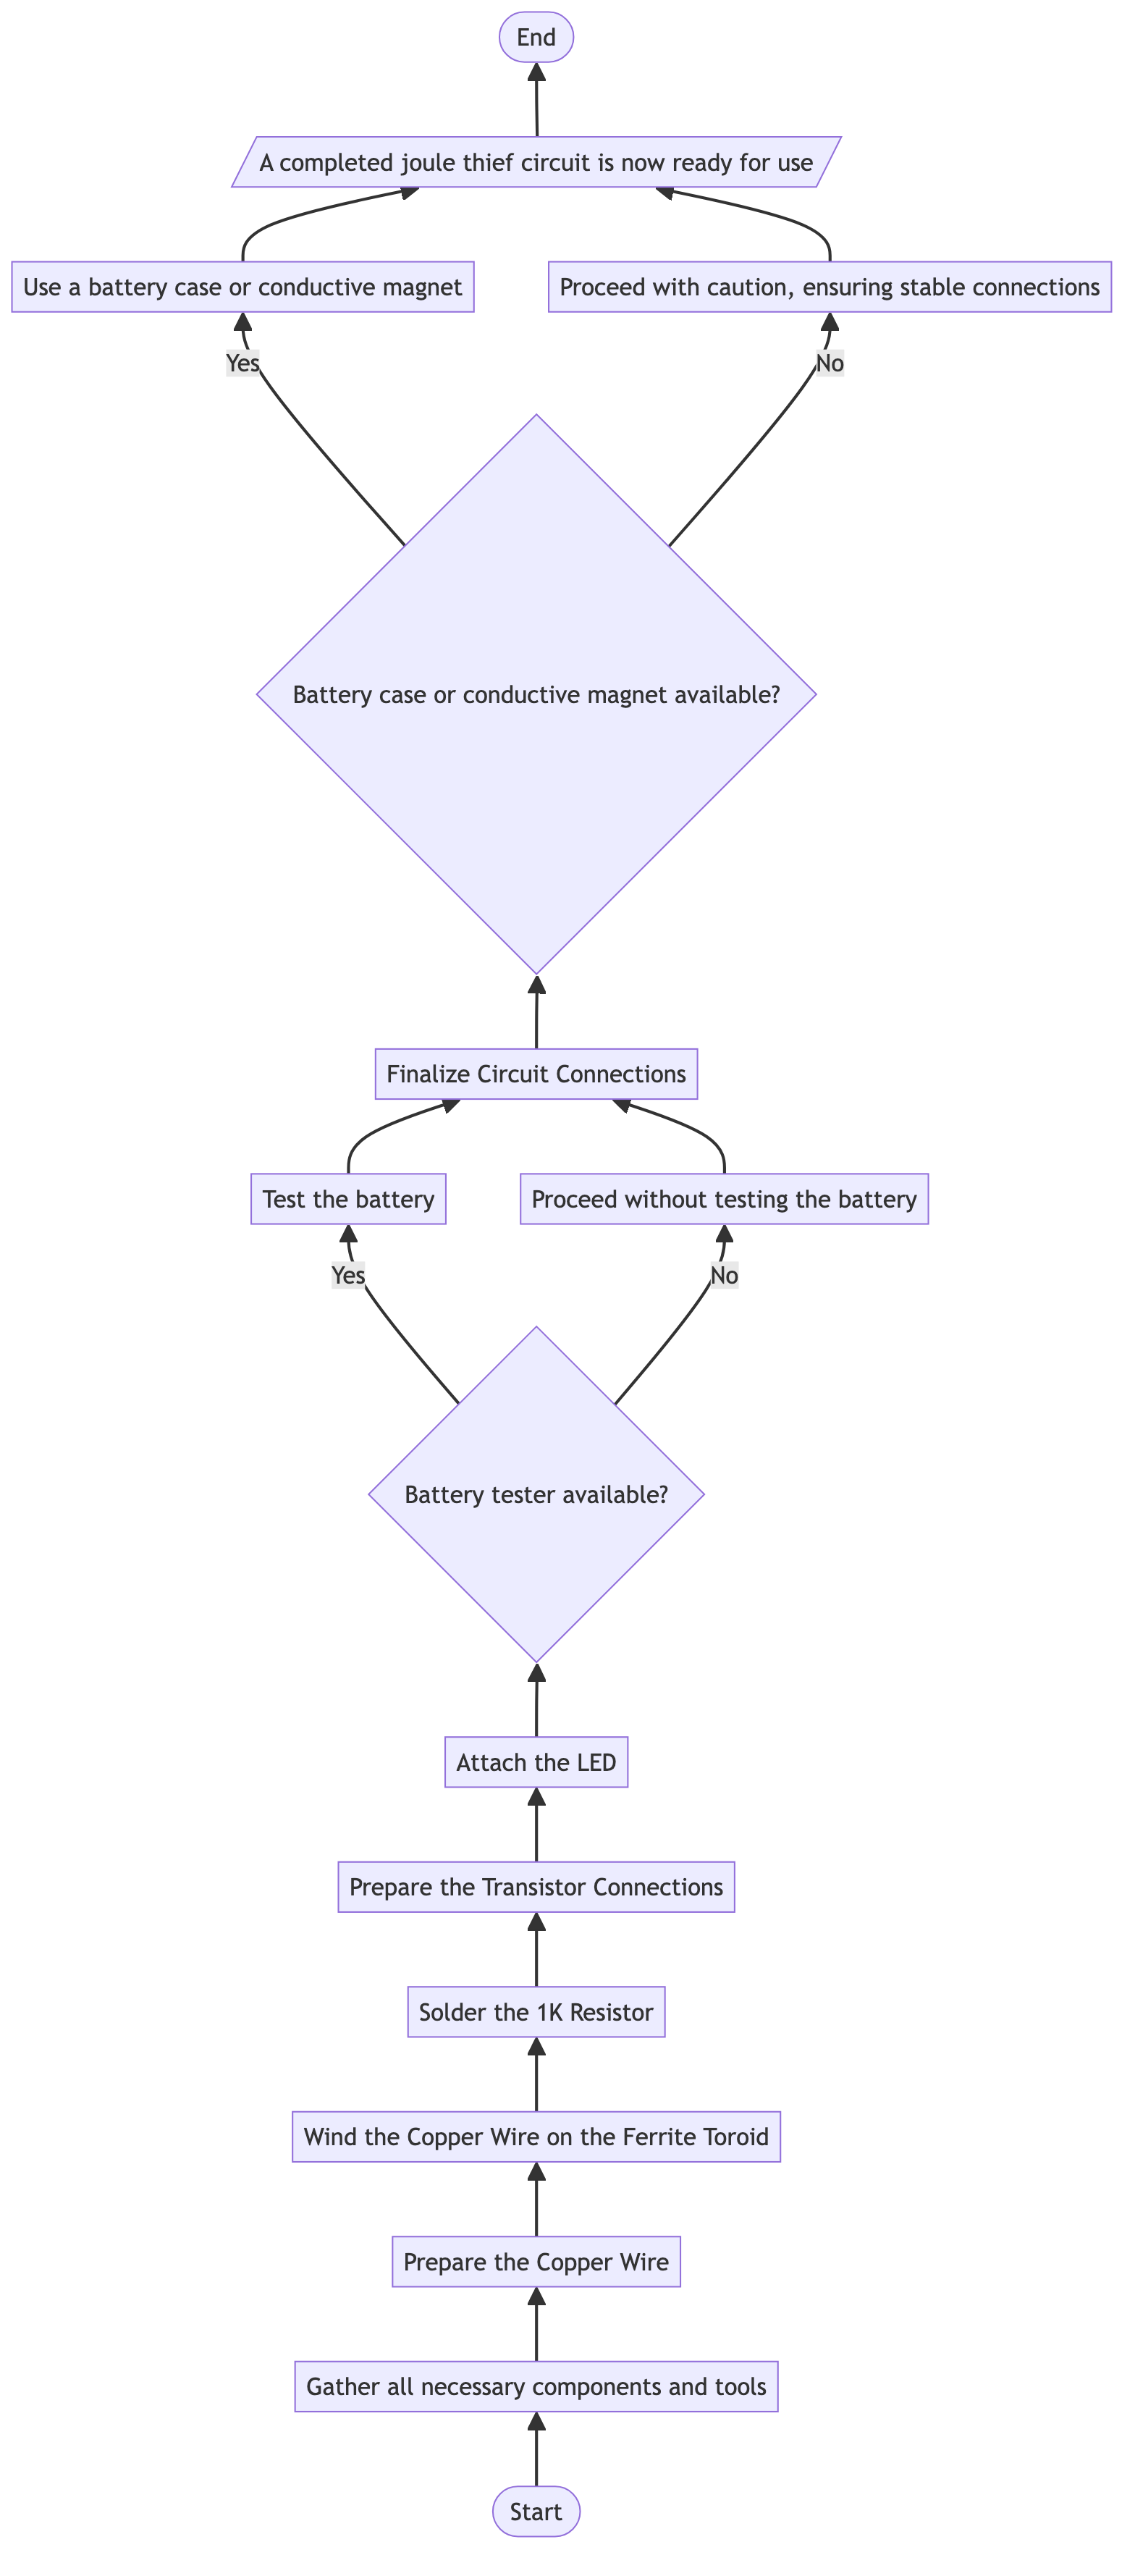 End
A completed joule thief circuit is now ready for use
Use a battery case or conductive magnet
Proceed with caution, ensuring stable connections
Yes
No
Battery case or conductive magnet available?
Finalize Circuit Connections
Test the battery
Proceed without testing the battery
Yes
No
Battery tester available?
Attach the LED
Prepare the Transistor Connections
Solder the 1K Resistor
Wind the Copper Wire on the Ferrite Toroid
Prepare the Copper Wire
Gather all necessary components and tools
Start